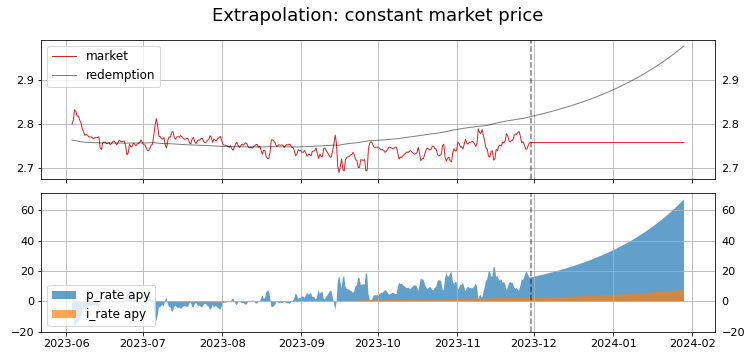 Extrapolation: constant market price
market
redemption
2.9 2.9
2.8 2.8
2.7 2.7
60 60
40 40
20 20
0 0
−20 −20
p_rate apy
i_rate apy
2023-06 2023-07 2023-08 2023-09 2023-10 2023-11 2023-12 2024-01 2024-02